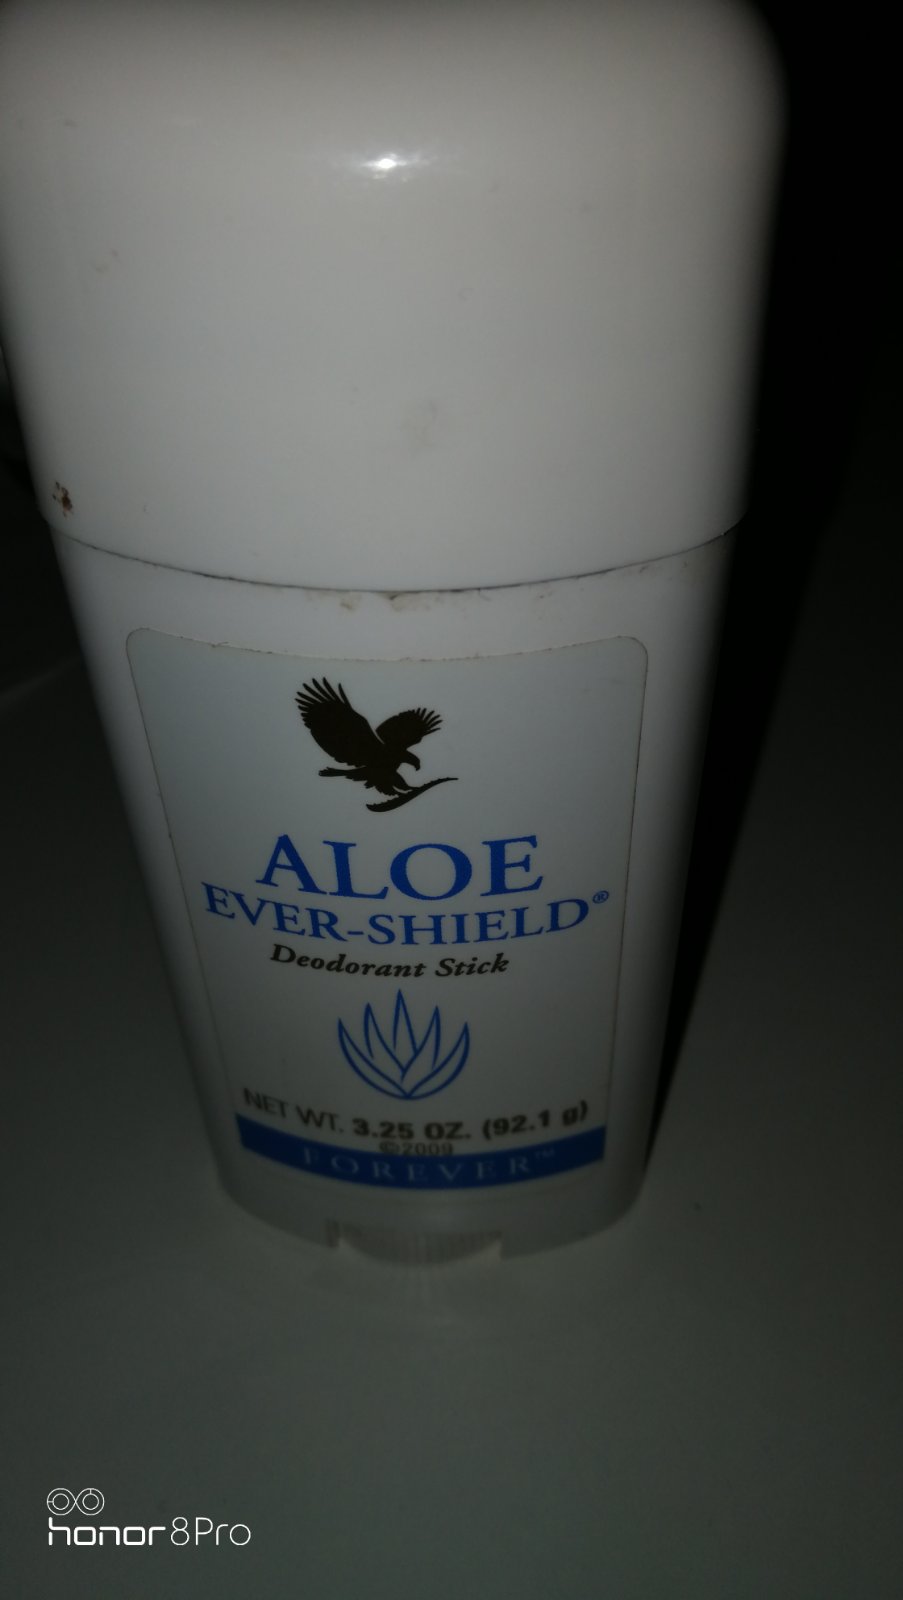 ALOE
EVER-SHIELD®
Deodorant Stick
NET WT. 3.25 OZ. (92.1 g)
©2009
FOREVER™
honor 8Pro